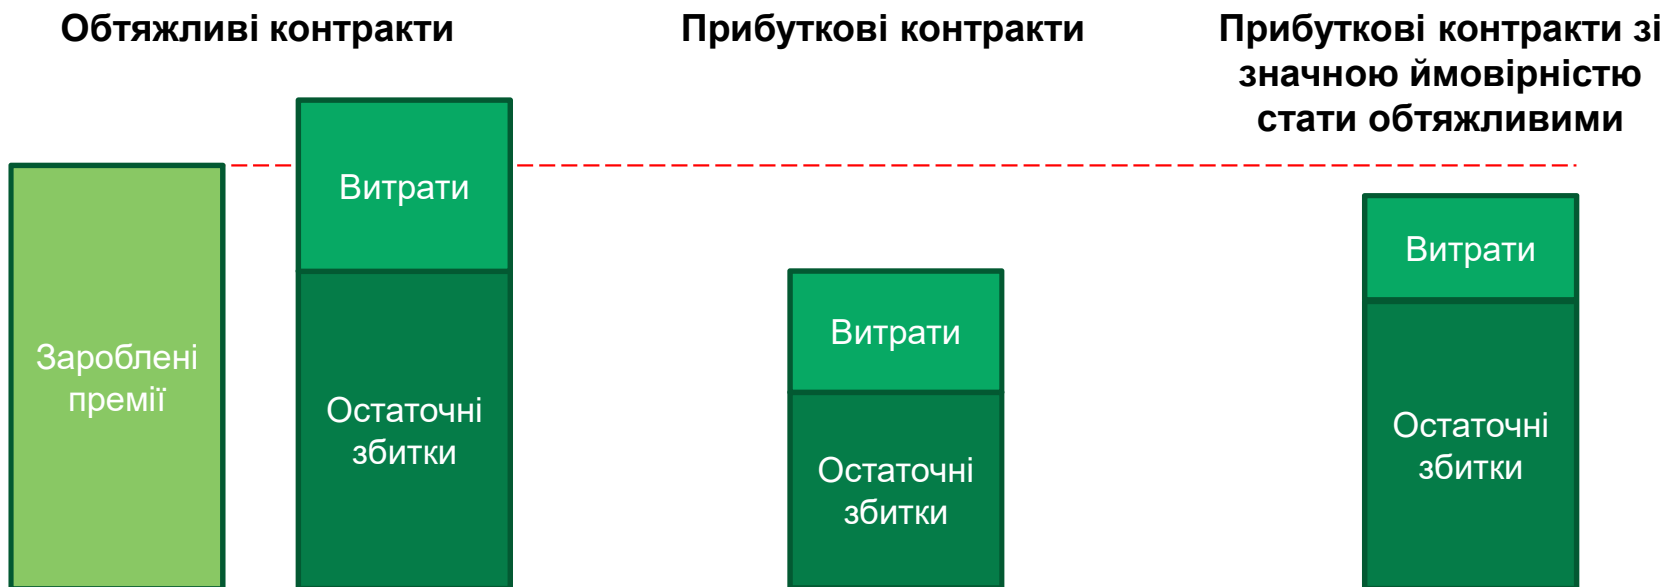 Обтяжливі контракти
Прибуткові контракти
Прибуткові контракти зі
значною ймовірністю
стати обтяжливими
Зароблені
премії
Витрати
Остаточні
збитки
Витрати
Остаточні
збитки
Витрати
Остаточні
збитки